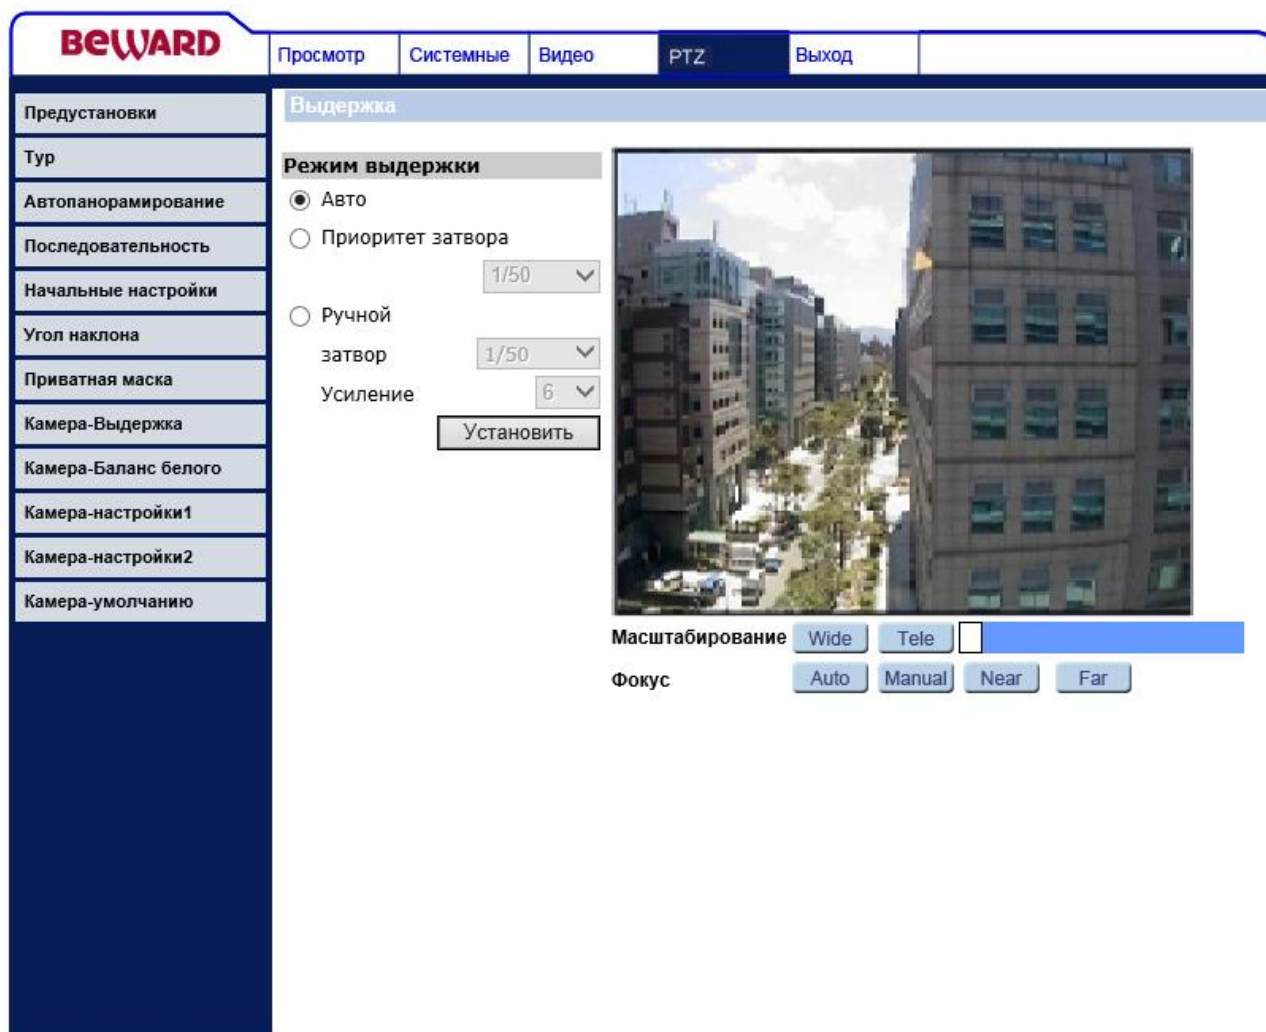 BEWARD
Просмотр Системные Видео PTZ Выход
Предустановки
Тур
Автопанорамирование
Последовательность
Начальные настройки
Угол наклона
Приватная маска
Камера-Выдержка
Камера-Баланс белого
Камера-настройки1
Камера-настройки2
Камера-умолчанию
Выдержка
Режим выдержки
Авто
Приоритет затвора
1/50
Ручной
затвор 1/50
Усиление 6
Установить
Масштабирование Wide Tele
Фокус Auto Manual Near Far